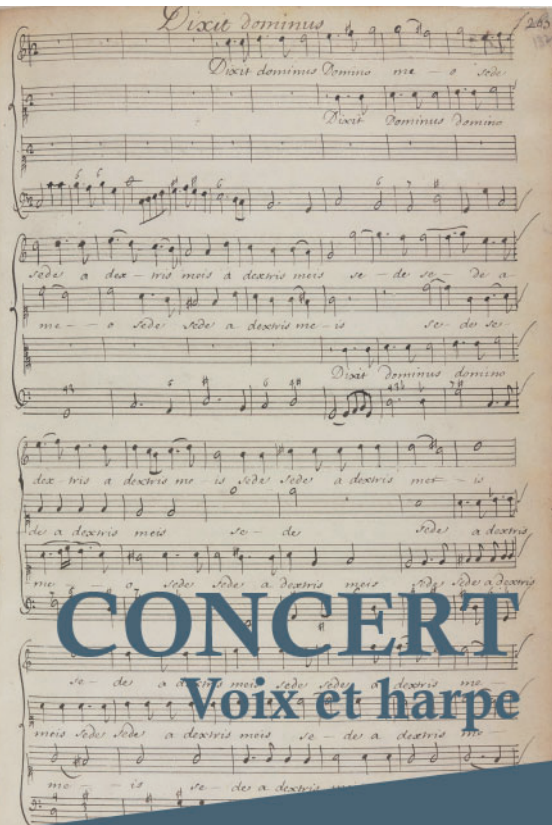 Dixit dominus
263
Dixit dominus Domino me - o sede
Dixit Dominus domino
sede a dex - tris meis a dextris meis se - de se - de a
me - - o sede sede a dextris me - is se - de se -
Dixit dominus domino
dex - tris a dextris me - is sede sede a dextris me - is
de a dextris meis se - de sede a dextris
me - - o sede sede a dextris meis sede sede a dextris
CONCERT
se - de a dextris meis sede sede a dextris me -
Voix et harpe
meis sede sede a dextris meis se - de a dextris me -
me - - is se - de a dextris